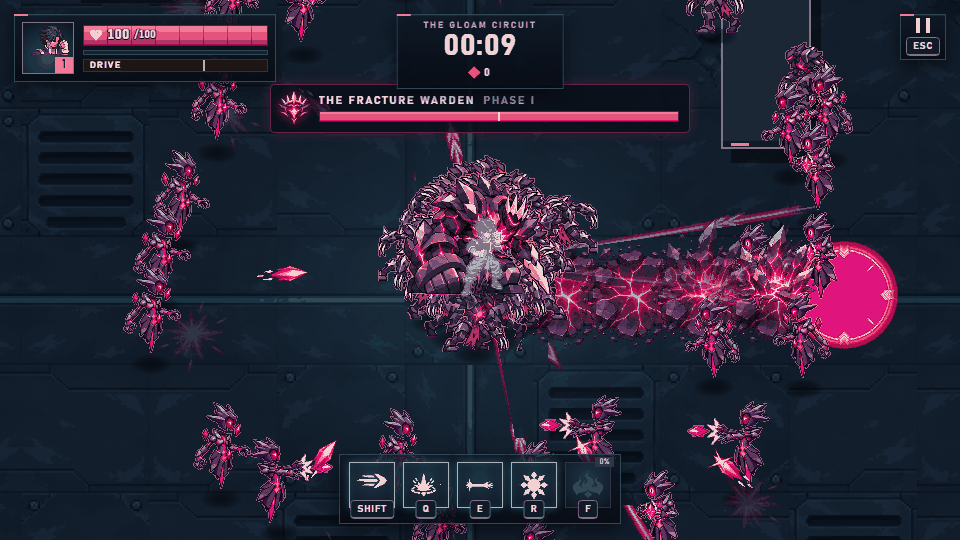 100 /100
1
DRIVE
THE GLOAM CIRCUIT
00:09
0
ESC
THE FRACTURE WARDEN PHASE I
0%
SHIFT
Q
E
R
F